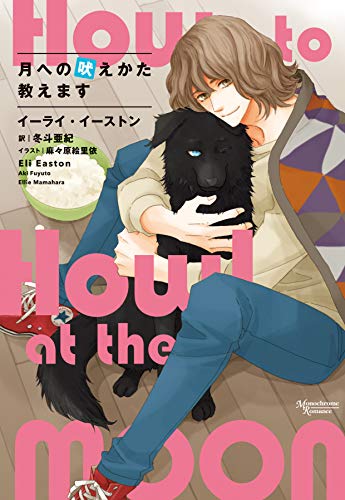 How to
月への吠えかた
教えます
イーライ・イーストン
訳|冬斗亜紀
イラスト|麻々原絵里依
Eli Easton
Aki Fuyuto
Ellie Mamahara
Howl
at the
moon
Monochrome
Romance